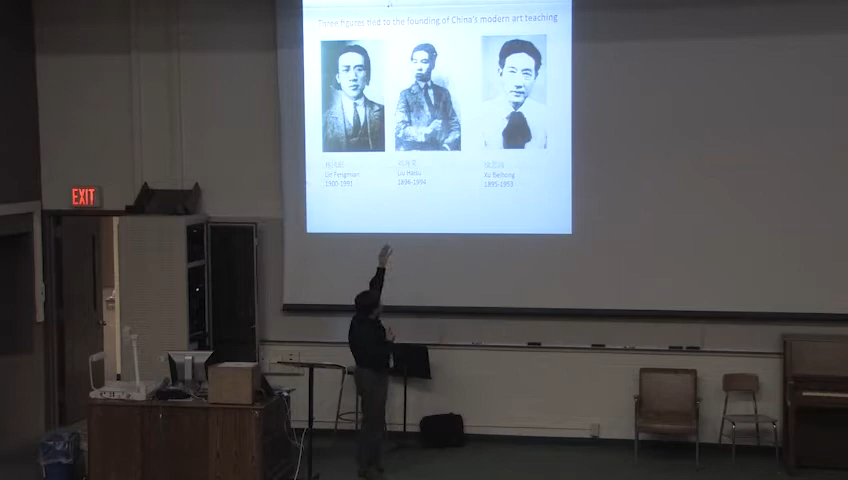 Three figures tied to the founding of China's modern art teaching
Lin Fengmian
1900-1991
Liu Haisu
1896-1994
Xu Beihong
1895-1953
EXIT